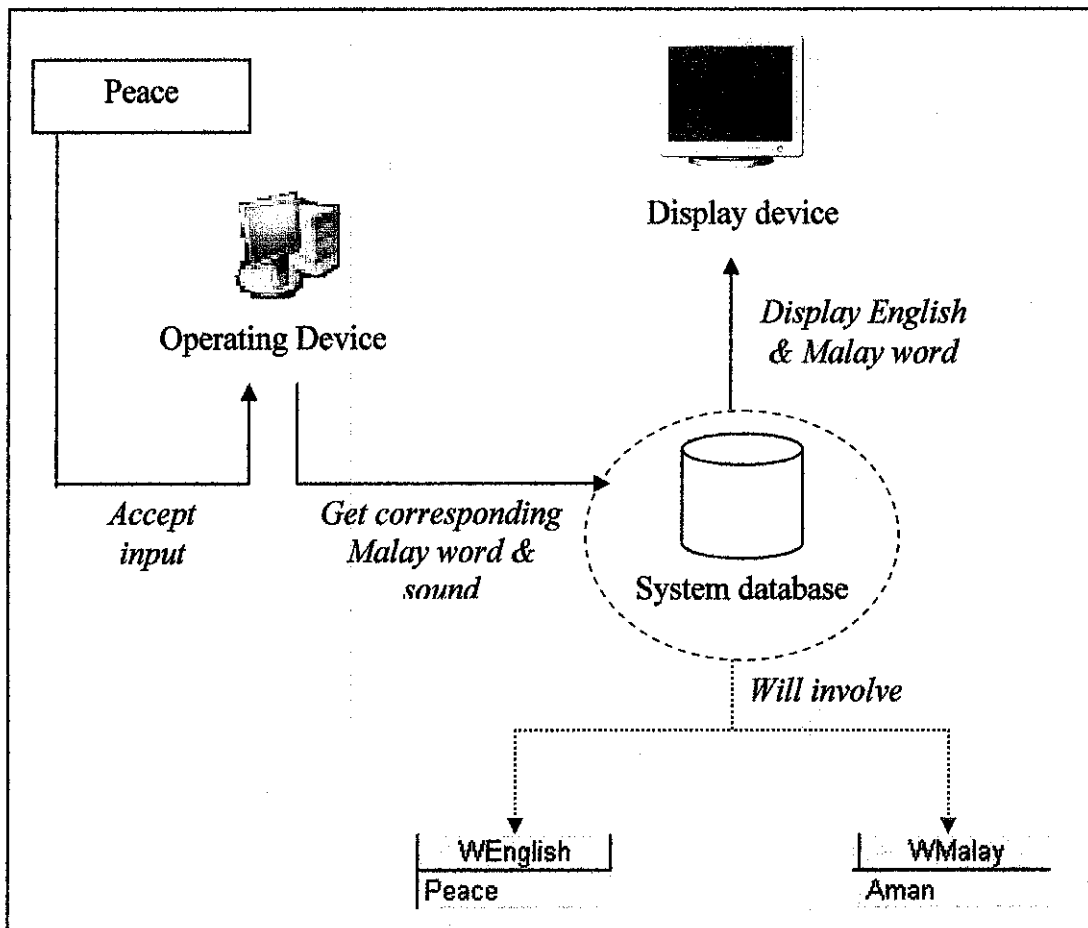 Peace
Display device
Operating Device
Display English
& Malay word
Accept
input
Get corresponding
Malay word &
sound
System database
Will involve
WEnglish
Peace
WMalay
Aman